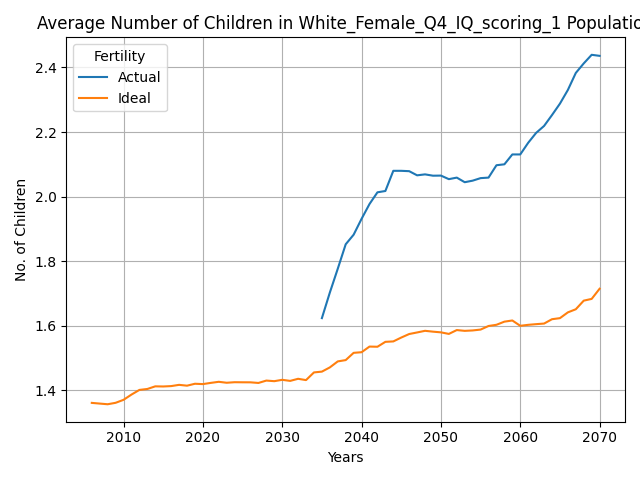 Average Number of Children in White_Female_Q4_IQ_scoring_1 Populatio
Fertility
Actual
Ideal
2.4
2.2
2.0
1.8
1.6
1.4
No. of Children
2010 2020 2030 2040 2050 2060 2070
Years